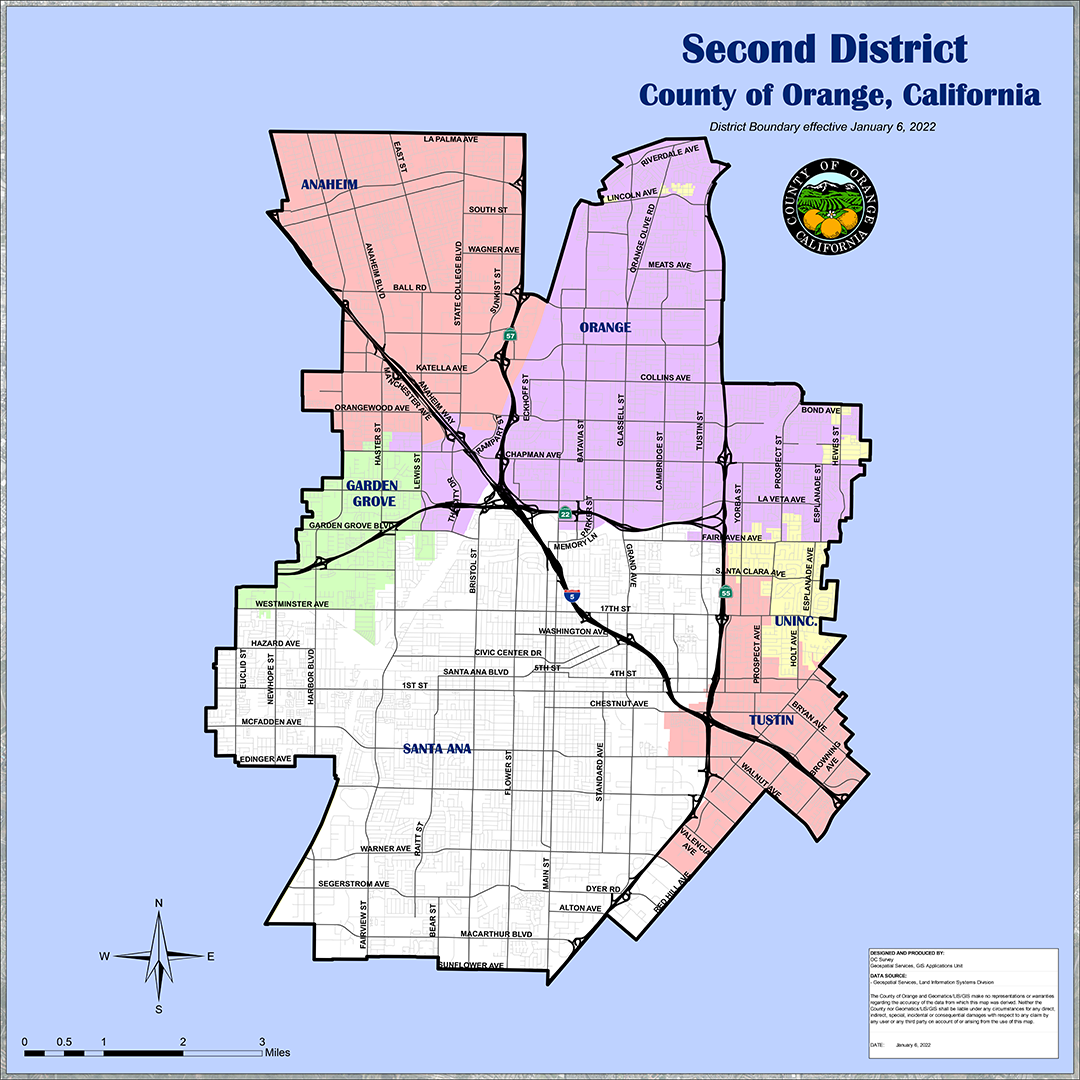 Second District
County of Orange, California
District Boundary effective January 6, 2022
COUNTY OF ORANGE
CALIFORNIA
LA PALMA AVE
EAST ST
RIVERDALE AVE
ANAHEIM
LINCOLN AVE
SOUTH ST
ORANGE OLIVE RD
WAGNER AVE
ANAHEIM BLVD
STATE COLLEGE BLVD
SUNKIST ST
MEATS AVE
BALL RD
57
ORANGE
KATELLA AVE
MANCHESTER AVE
ANAHEIM WAY
ECKHOFF ST
COLLINS AVE
ORANGEWOOD AVE
GLASSELL ST
BOND AVE
HASTER ST
RAMPART ST
BATAVIA ST
CAMBRIDGE ST
TUSTIN ST
PROSPECT ST
HEWES ST
LEWIS ST
CHAPMAN AVE
GARDEN
GROVE
THE CITY DR
PARKER ST
YORBA ST
LA VETA AVE
ESPLANADE ST
22
GARDEN GROVE BLVD
MEMORY LN
FAIRHAVEN AVE
BRISTOL ST
GRAND AVE
SANTA CLARA AVE
ESPLANADE AVE
5
55
WESTMINSTER AVE
17TH ST
UNINC.
WASHINGTON AVE
HAZARD AVE
CIVIC CENTER DR
PROSPECT AVE
HOLT AVE
EUCLID ST
NEWHOPE ST
HARBOR BLVD
SANTA ANA BLVD
5TH ST
4TH ST
1ST ST
CHESTNUT AVE
BRYAN AVE
MCFADDEN AVE
TUSTIN
SANTA ANA
EDINGER AVE
FLOWER ST
STANDARD AVE
WALNUT AVE
BROWNING
AVE
RAITT ST
VALENCIA
AVE
WARNER AVE
SEGERSTROM AVE
MAIN ST
DYER RD
RED HILL AVE
FAIRVIEW ST
BEAR ST
ALTON AVE
MACARTHUR BLVD
SUNFLOWER AVE
N
W
E
S
0 0.5 1 2 3
Miles
DESIGNED AND PRODUCED BY:
OC Survey
Geospatial Services, GIS Applications Unit
DATA SOURCE:
- Geospatial Services, Land Information Systems Division
The County of Orange and Geomatics/LIS/GIS make no representations or warranties
regarding the accuracy of the data from which this map was derived. Neither the
County nor Geomatics/LIS/GIS shall be liable under any circumstances for any direct,
indirect, special, incidental or consequential damages with respect to any claim by
any user or any third party on account of or arising from the use of this map.
DATE: January 6, 2022